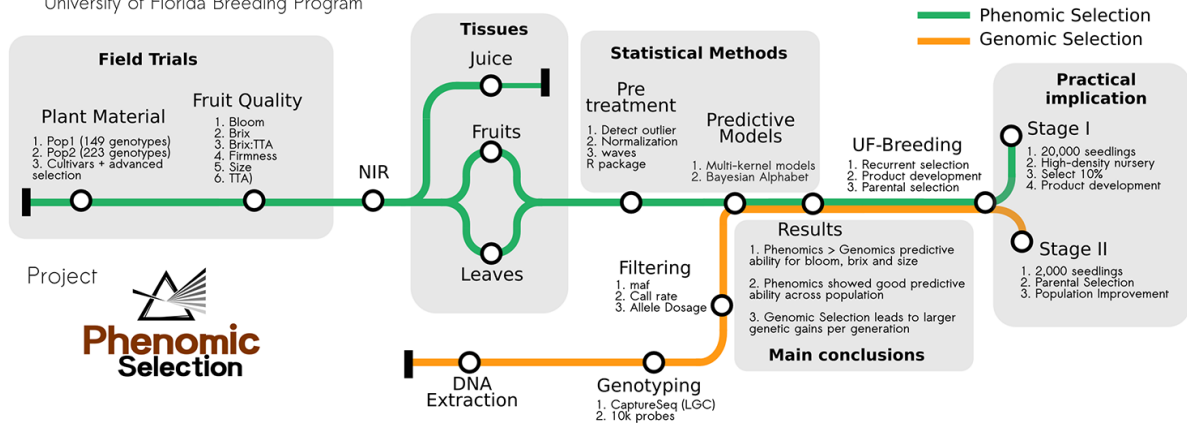 University of Florida Breeding Program
Phenomic Selection
Genomic Selection
Field Trials
Plant Material
1. Pop1 (149 genotypes)
2. Pop2 (223 genotypes)
3. Cultivars + advanced
selection
Fruit Quality
1. Bloom
2. Brix
3. Brix:TTA
4. Firmness
5. Size
6. TTA)
NIR
Tissues
Juice
Fruits
Leaves
Statistical Methods
Pre
treatment
1. Detect outlier
2. Normalization
3. waves
R package
Predictive
Models
1. Multi-kernel models
2. Bayesian Alphabet
UF-Breeding
1. Recurrent selection
2. Product development
3. Parental selection
Practical
implication
Stage I
1. 20,000 seedlings
2. High-density nursery
3. Select 10%
4. Product development
Stage II
1. 2,000 seedlings
2. Parental Selection
3. Population Improvement
Results
1. Phenomics > Genomics predictive
ability for bloom, brix and size
2. Phenomics showed good predictive
ability across population
3. Genomic Selection leads to larger
genetic gains per generation
Main conclusions
Filtering
1. maf
2. Call rate
3. Allele Dosage
DNA
Extraction
Genotyping
1. CaptureSeq (LGC)
2. 10k probes
Project
Phenomic
Selection